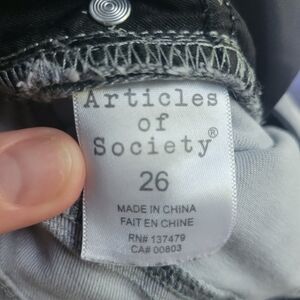 Articles
of
Society®
26
MADE IN CHINA
FAIT EN CHINE
RN# 137479
CA# 00803